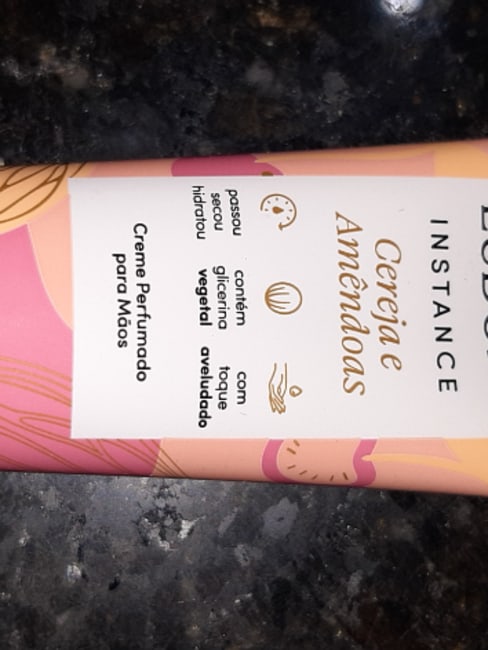 INSTANCE
Cereja e
Amêndoas
passou
secou
hidratou
contém
glicerina
vegetal
com
toque
aveludado
Creme Perfumado
para Mãos